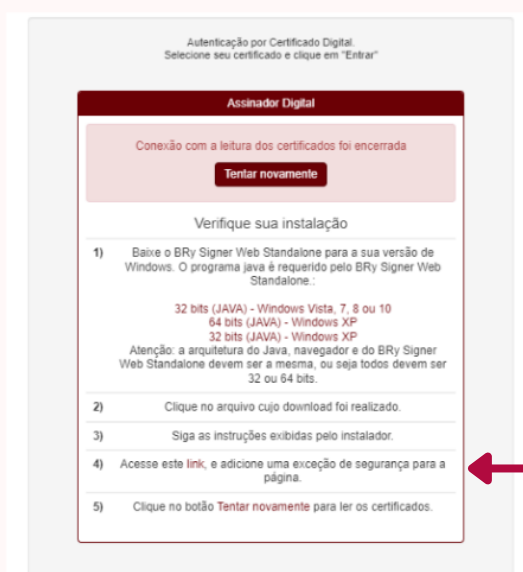 Autenticação por Certificado Digital.
Selecione seu certificado e clique em "Entrar"
Assinador Digital
Conexão com a leitura dos certificados foi encerrada
Tentar novamente
Verifique sua instalação
1) Baixe o BRy Signer Web Standalone para a sua versão de
Windows. O programa java é requerido pelo BRy Signer Web
Standalone.:
32 bits (JAVA) - Windows Vista, 7, 8 ou 10
64 bits (JAVA) - Windows XP
32 bits (JAVA) - Windows XP
Atenção: a arquitetura do Java, navegador e do BRy Signer
Web Standalone devem ser a mesma, ou seja todos devem ser
32 ou 64 bits.
2) Clique no arquivo cujo download foi realizado.
3) Siga as instruções exibidas pelo instalador.
4) Acesse este link, e adicione uma exceção de segurança para a
página.
5) Clique no botão Tentar novamente para ler os certificados.